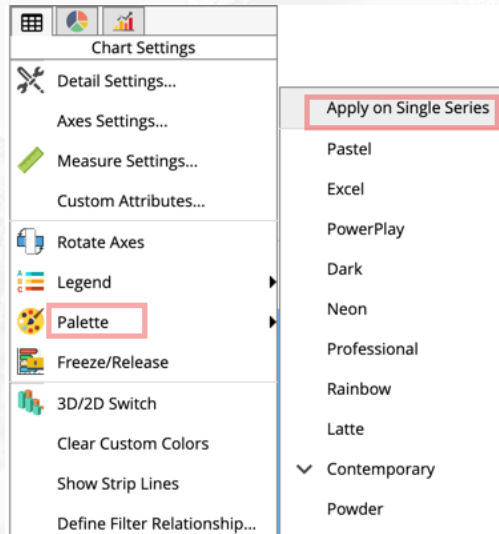 Chart Settings
Detail Settings...
Axes Settings...
Measure Settings...
Custom Attributes...
Rotate Axes
A
B
C
Legend
Palette
Freeze/Release
3D/2D Switch
Clear Custom Colors
Show Strip Lines
Define Filter Relationship...
Apply on Single Series
Pastel
Excel
PowerPlay
Dark
Neon
Professional
Rainbow
Latte
Contemporary
Powder